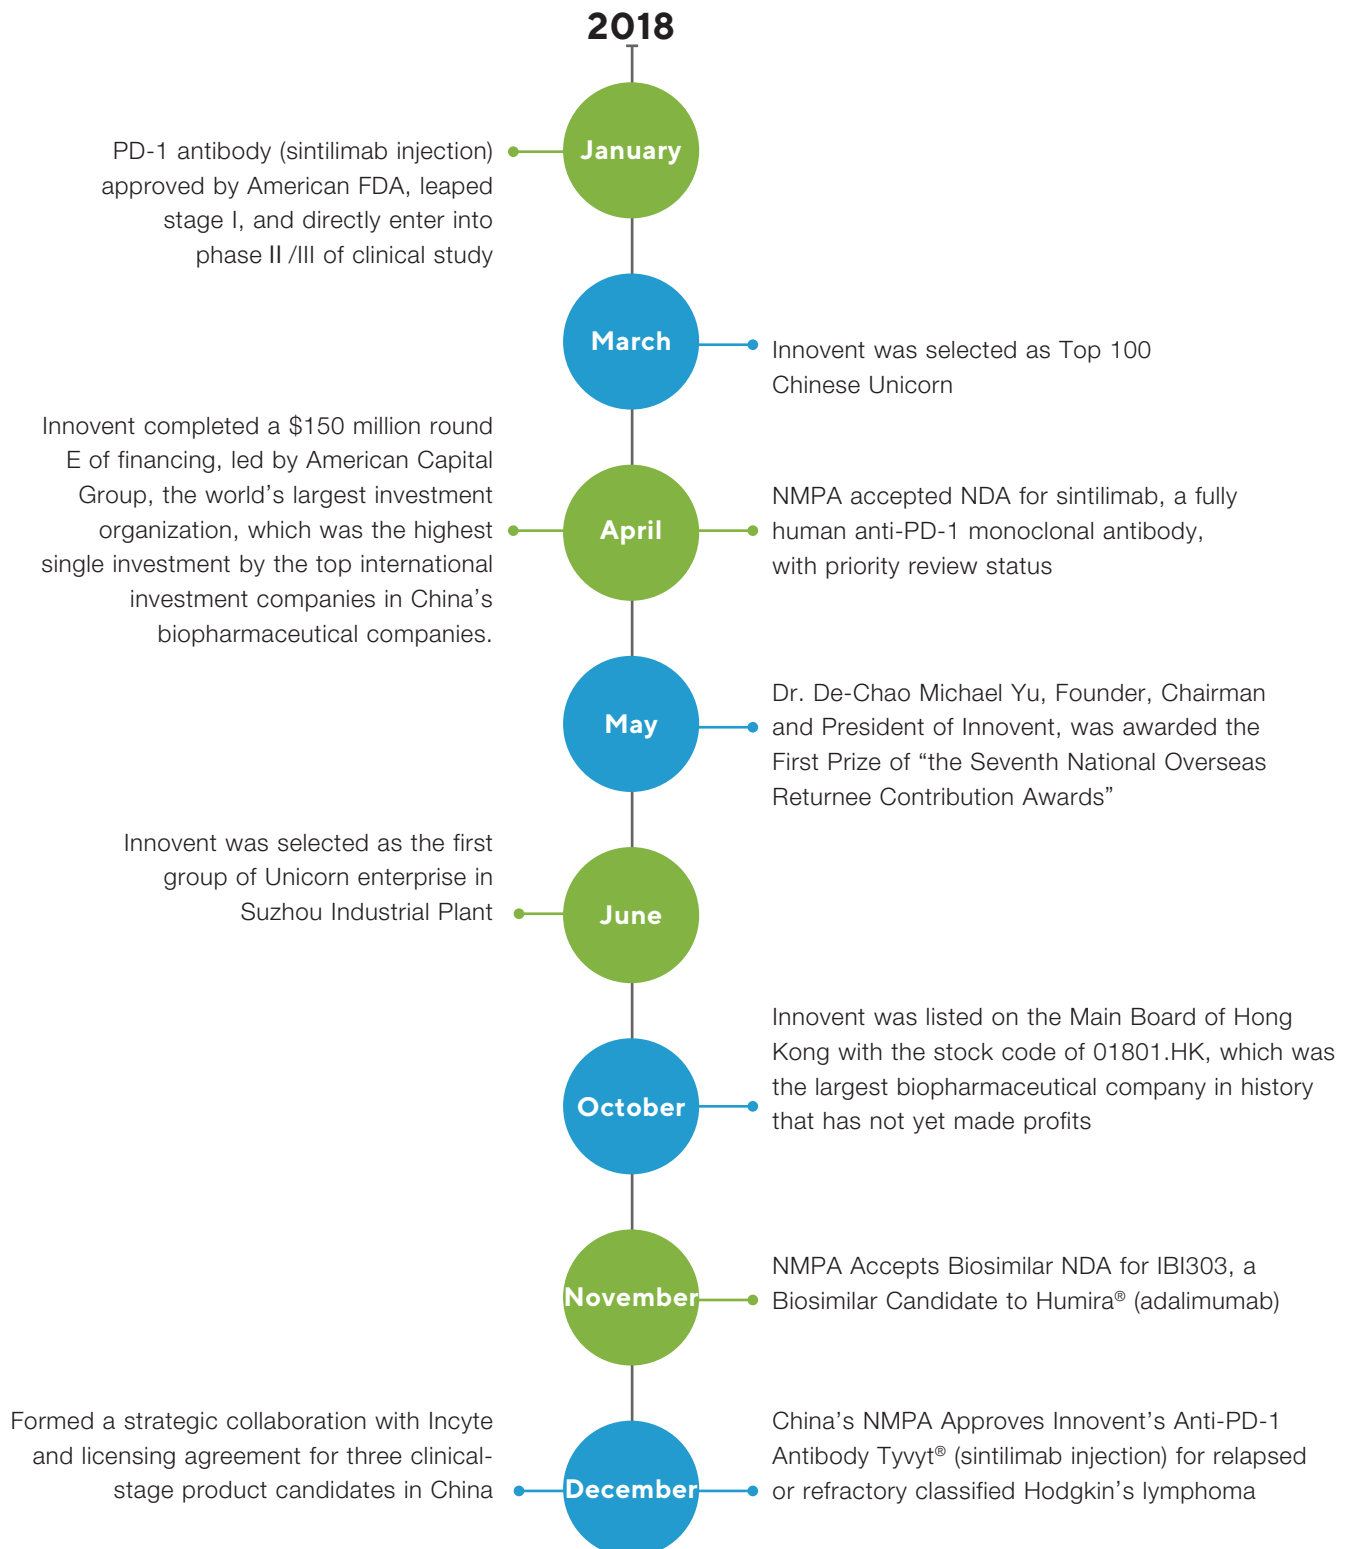 2018
January
PD-1 antibody (sintilimab injection)
approved by American FDA, leaped
stage I, and directly enter into
phase II /III of clinical study
March
Innovent was selected as Top 100
Chinese Unicorn
April
Innovent completed a $150 million round
E of financing, led by American Capital
Group, the world's largest investment
organization, which was the highest
single investment by the top international
investment companies in China's
biopharmaceutical companies.
NMPA accepted NDA for sintilimab, a fully
human anti-PD-1 monoclonal antibody,
with priority review status
May
Dr. De-Chao Michael Yu, Founder, Chairman
and President of Innovent, was awarded the
First Prize of “the Seventh National Overseas
Returnee Contribution Awards”
June
Innovent was selected as the first
group of Unicorn enterprise in
Suzhou Industrial Plant
October
Innovent was listed on the Main Board of Hong
Kong with the stock code of 01801.HK, which was
the largest biopharmaceutical company in history
that has not yet made profits
November
NMPA Accepts Biosimilar NDA for IBI303, a
Biosimilar Candidate to Humira® (adalimumab)
December
Formed a strategic collaboration with Incyte
and licensing agreement for three clinical-
stage product candidates in China
China's NMPA Approves Innovent's Anti-PD-1
Antibody Tyvyt® (sintilimab injection) for relapsed
or refractory classified Hodgkin's lymphoma